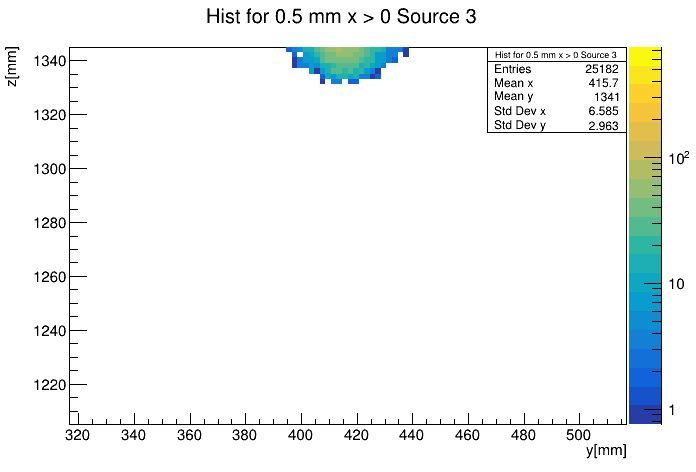 Hist for 0.5 mm x > 0 Source 3
z[mm]
1340
1320
1300
1280
1260
1240
1220
320 340 360 380 400 420 440 460 480 500
y[mm]
Hist for 0.5 mm x > 0 Source 3
Entries 25182
Mean x 415.7
Mean y 1341
Std Dev x 6.585
Std Dev y 2.963
10²
10
1